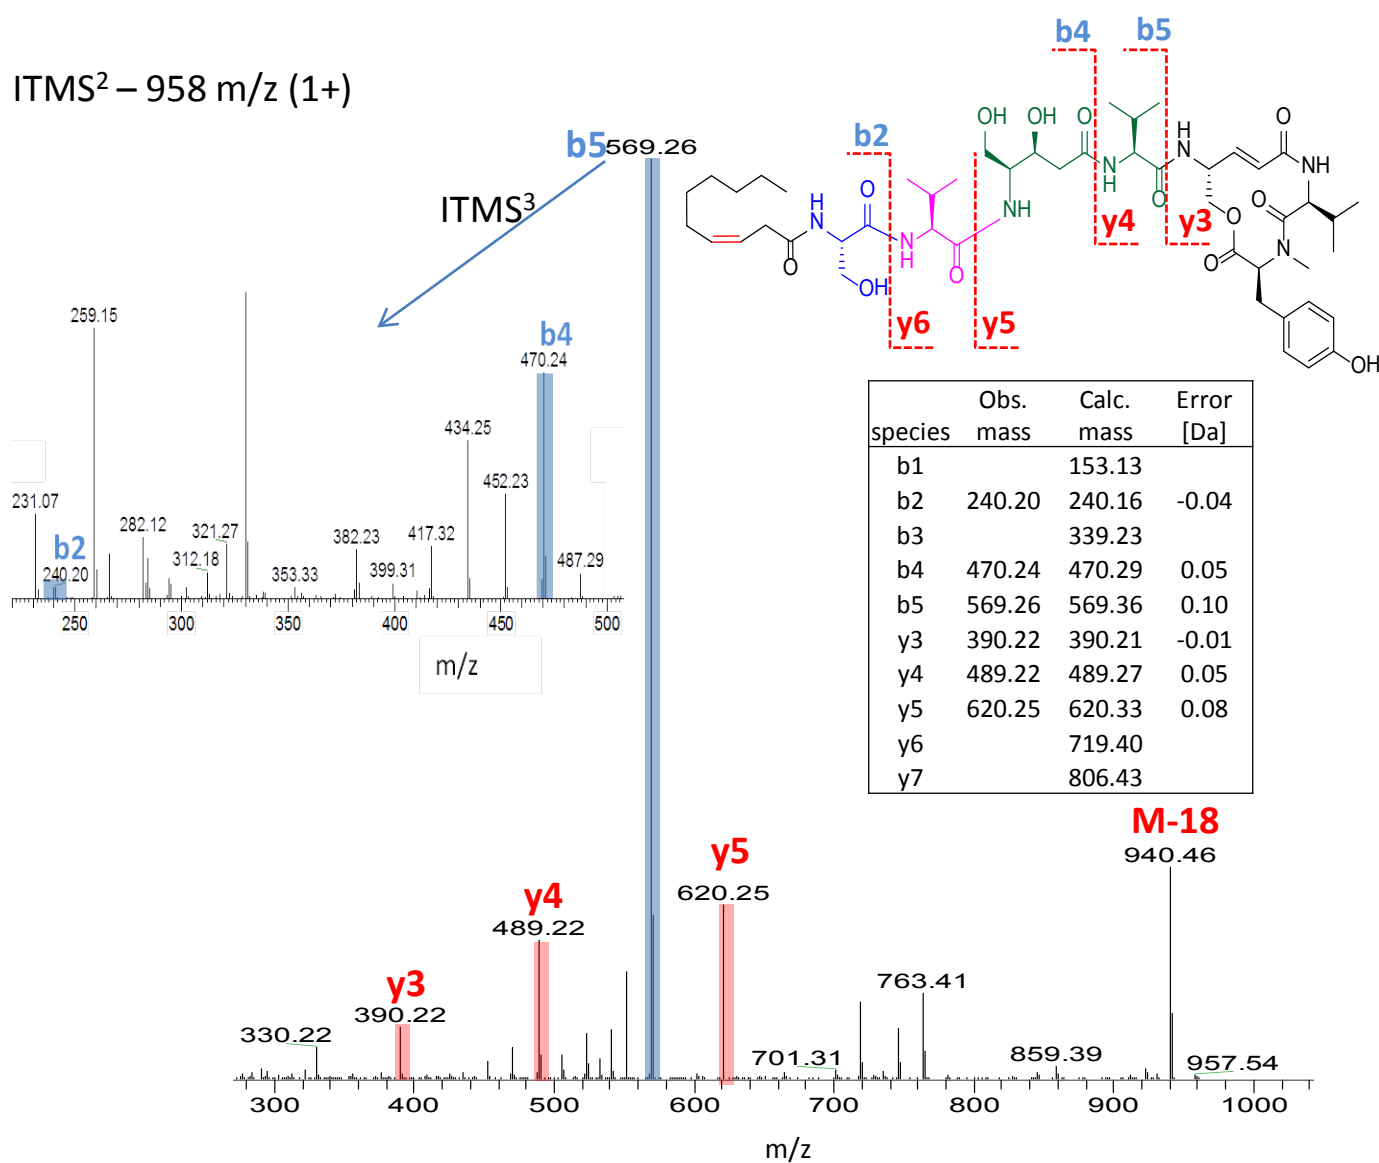 ITMS2 – 958 m/z (1+)
b4 b5
b2
b5 569.26
ITMS3
OH OH O
H
N
O
N
H
O
H
N
O
NH
O
H
N
O
OH
N
H
O
NH
O
O
O
N
OH
y4 y3
y6 y5
259.15
b4
470.24
434.25
452.23
231.07
282.12
321.27
312.18
b2
240.20
353.33
382.23
399.31
417.32
487.29
250 300 350 400 450 500
m/z
Obs. Calc. Error
species mass mass [Da]
b1 153.13
b2 240.20 240.16 -0.04
b3 339.23
b4 470.24 470.29 0.05
b5 569.26 569.36 0.10
y3 390.22 390.21 -0.01
y4 489.22 489.27 0.05
y5 620.25 620.33 0.08
y6 719.40
y7 806.43
M-18
940.46
y5
620.25
y4
489.22
y3
390.22
330.22
763.41
701.31
859.39
957.54
300 400 500 600 700 800 900 1000
m/z